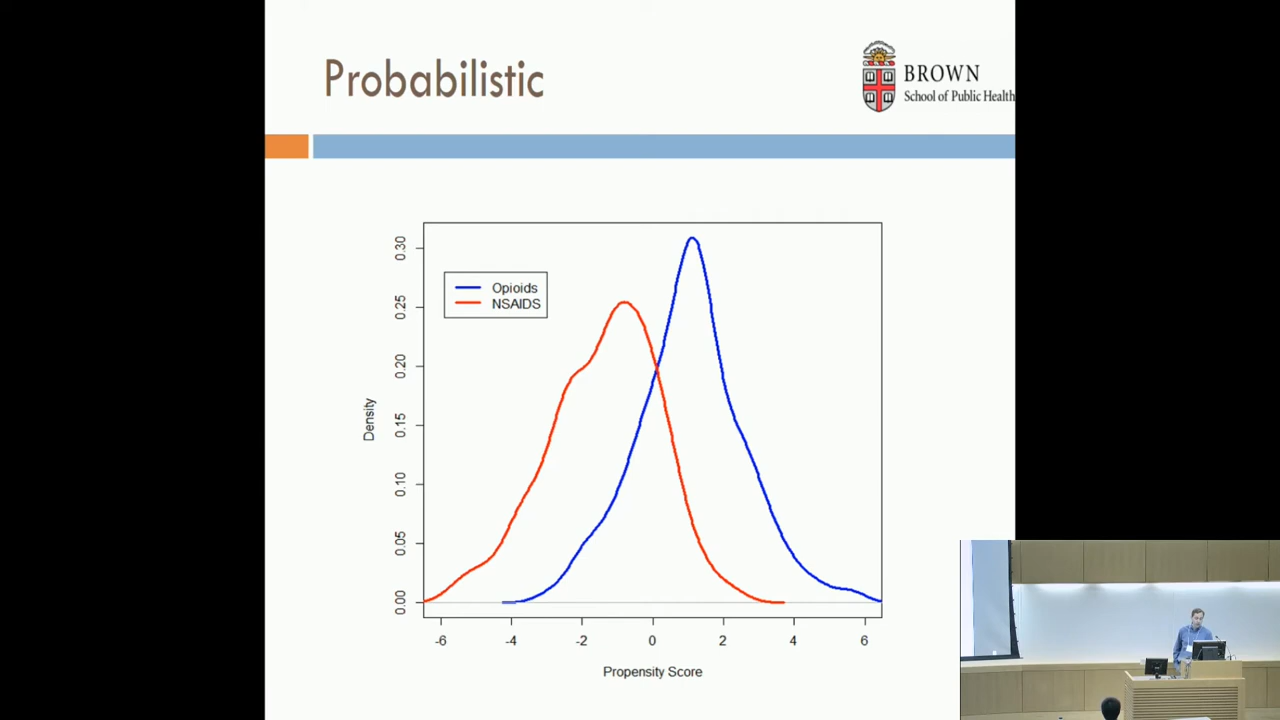 Probabilistic
BROWN
School of Public Health
Opioids
NSAIDS
0.30
0.25
0.20
0.15
0.10
0.05
0.00
Density
-6 -4 -2 0 2 4 6
Propensity Score